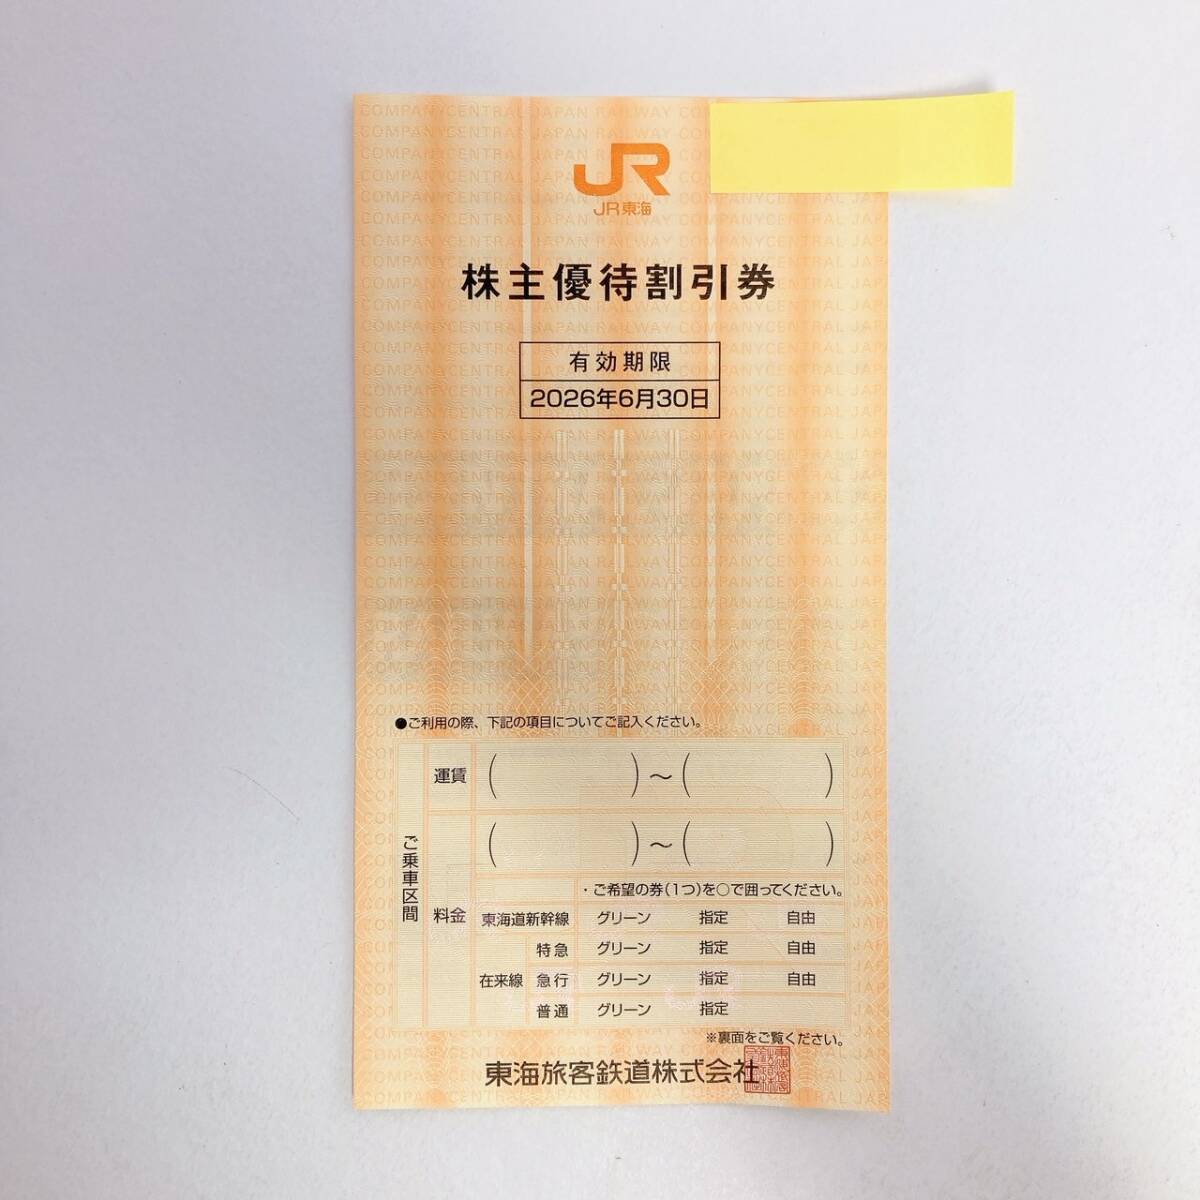 JR
JR東海
株主優待割引券
有効期限
2026年6月30日
●ご利用の際、下記の項目についてご記入ください。
ご乗車区間
運賃 ( ) ～ ( )
料金 ( ) ～ ( )
・ご希望の券(1つ)を○で囲ってください。
東海道新幹線 グリーン 指定 自由
在来線 特急 グリーン 指定 自由
急行 グリーン 指定 自由
普通 グリーン 指定
※裏面をご覧ください。
東海旅客鉄道株式会社